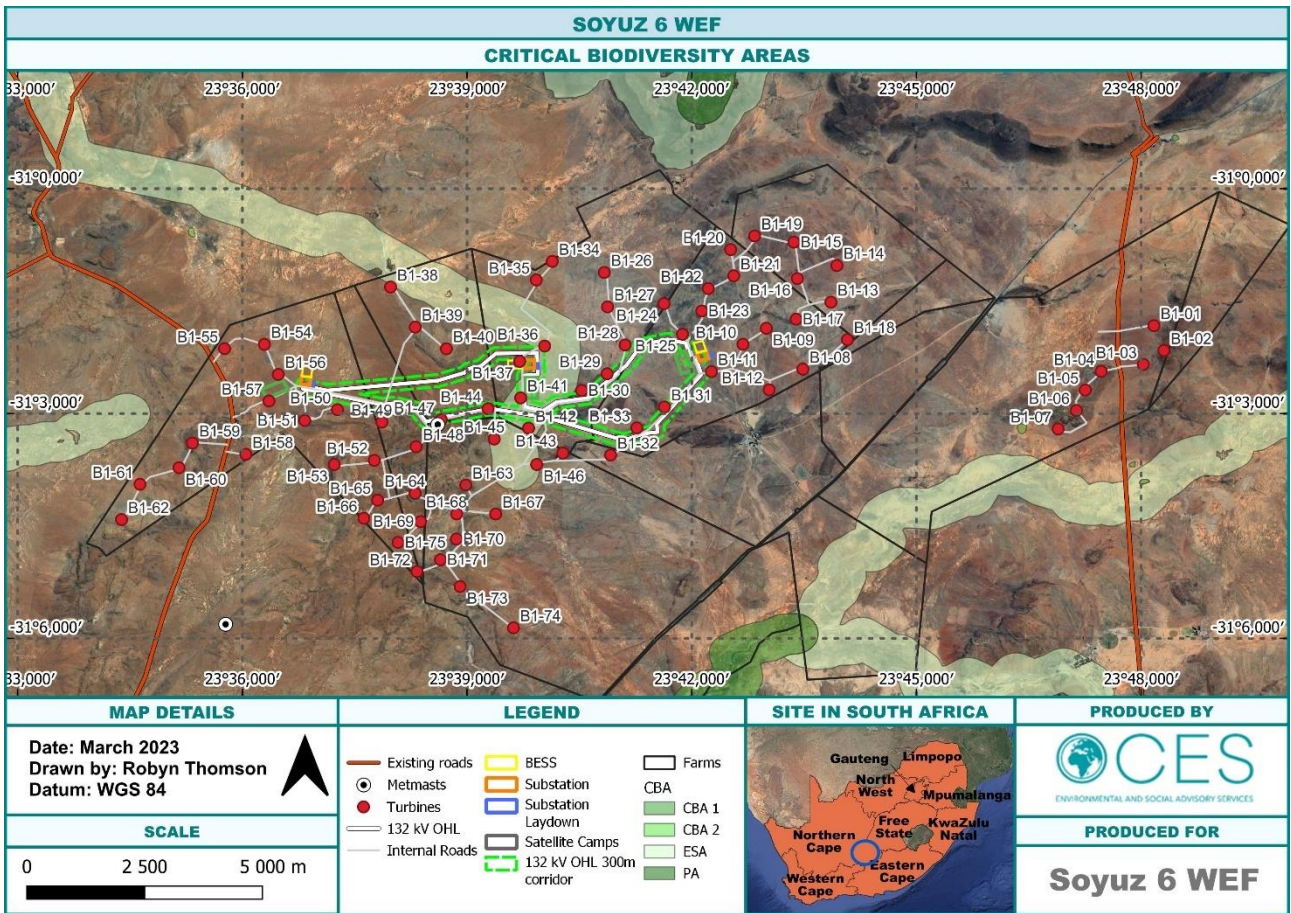 SOYUZ 6 WEF
CRITICAL BIODIVERSITY AREAS
33,000' 23°36,000' 23°39,000' 23°42,000' 23°45,000' 23°48,000'
-31°0,000' -31°0,000'
B1-19
B1-20 B1-15
B1-34 B1-14
B1-35 B1-26 B1-21
B1-38 B1-22 B1-16
B1-27 B1-13
B1-39 B1-24 B1-23 B1-17
B1-55 B1-54 B1-40 B1-36 B1-28 B1-10 B1-18 B1-01
B1-25 B1-09 B1-02
B1-56 B1-37 B1-29 B1-11 B1-08 B1-04 B1-03
B1-57 B1-50 B1-41 B1-30 B1-12 B1-05
B1-49 B1-47 B1-44 B1-42 B1-33 B1-31 B1-06
-31°3,000' B1-51 B1-45 -31°3,000'
B1-59 B1-58 B1-48 B1-43 B1-32 B1-07
B1-52
B1-61 B1-60 B1-53 B1-63 B1-46
B1-65 B1-64
B1-62 B1-66 B1-68 B1-67
B1-69
B1-75 B1-70
B1-72 B1-71
B1-73
B1-74
-31°6,000' -31°6,000'
33,000' 23°36,000' 23°39,000' 23°42,000' 23°45,000' 23°48,000'
MAP DETAILS
Date: March 2023
Drawn by: Robyn Thomson
Datum: WGS 84
SCALE
0 2 500 5 000 m
LEGEND
Existing roads
Metmasts
Turbines
132 kV OHL
Internal Roads
BESS
Substation
Substation
Laydown
Satellite Camps
132 kV OHL 300m
corridor
Farms
CBA
CBA 1
CBA 2
ESA
PA
SITE IN SOUTH AFRICA
Limpopo
Gauteng
North
West
Mpumalanga
Free
State
KwaZulu
Natal
Northern
Cape
Eastern
Cape
Western
Cape
PRODUCED BY
CES
ENVIRONMENTAL AND SOCIAL ADVISORY SERVICES
PRODUCED FOR
Soyuz 6 WEF